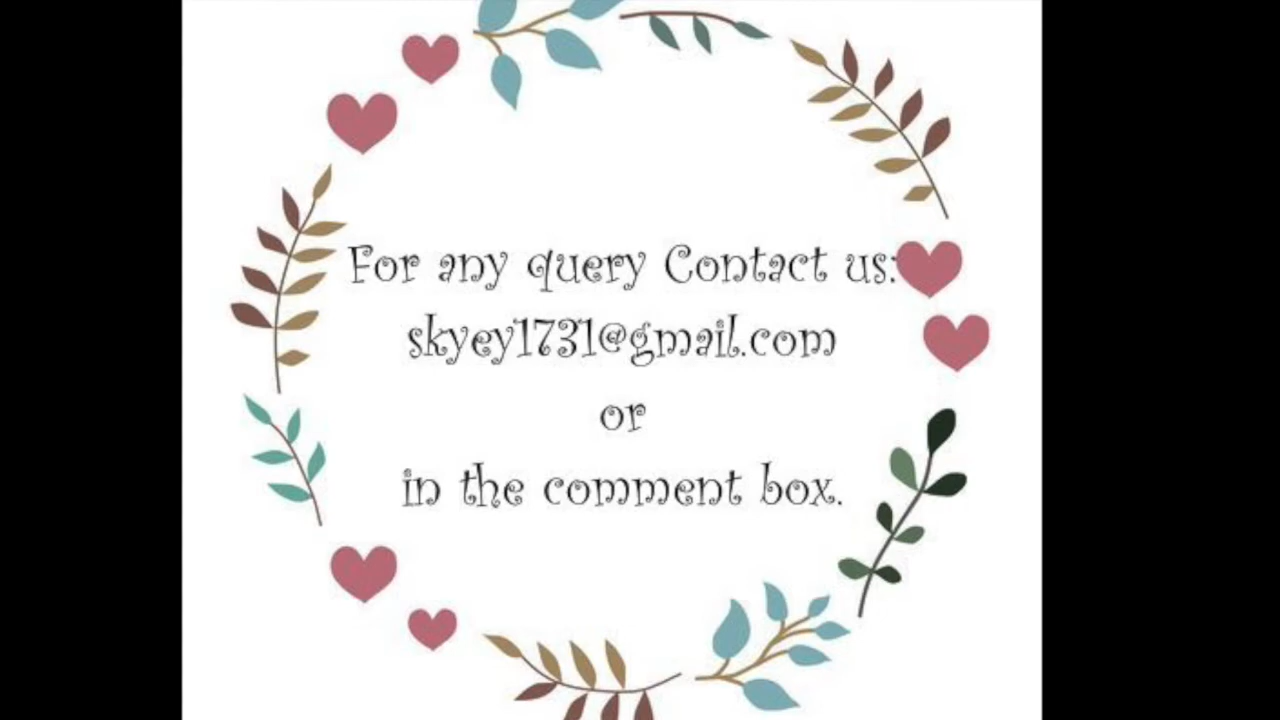 For any query Contact us:
skyey1731@gmail.com
or
in the comment box.